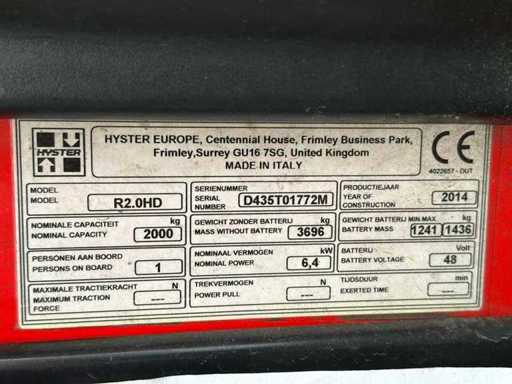 HYSTER
HYSTER EUROPE, Centennial House, Frimley Business Park,
Frimley,Surrey GU16 7SG, United Kingdom
MADE IN ITALY
CE
4022657 - DUT
MODEL
MODEL R2.0HD
SERIENUMMER
SERIAL NUMBER D435T01772M
PRODUCTIEJAAR
YEAR OF CONSTRUCTION 2014
NOMINALE CAPACITEIT kg
NOMINAL CAPACITY 2000
GEWICHT ZONDER BATTERIJ kg
MASS WITHOUT BATTERY 3696
GEWICHT BATTERIJ MIN.MAX kg
BATTERY MASS 1241 1436
PERSONEN AAN BOORD
PERSONS ON BOARD 1
NOMINAAL VERMOGEN kW
NOMINAL POWER 6,4
BATTERIJ Volt
BATTERY VOLTAGE 48
MAXIMALE TRACTIEKRACHT N
MAXIMUM TRACTION FORCE ---
TREKVERMOGEN N
POWER PULL ---
TIJDSDUUR min
EXERTED TIME ---